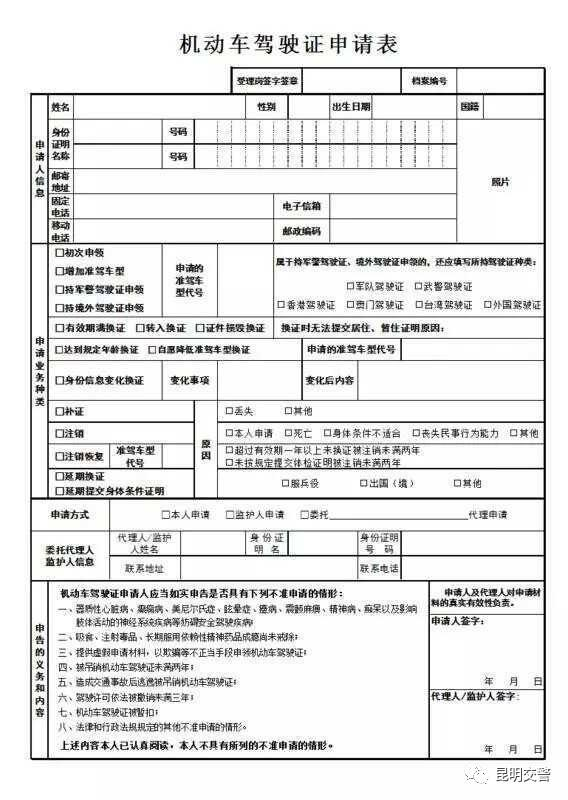 机动车驾驶证申请表
受理岗签字签章 档案编号
申请人信息
姓名 性别 出生日期 国籍
身份证明名称 号码
号码
照片
邮寄地址
固定电话 电子信箱
移动电话 邮政编码
申请业务种类
□初次申领
□增加准驾车型
□持军警驾驶证申领
□持境外驾驶证申领
申请的准驾车型代号
属于持军警驾驶证、境外驾驶证申领的，还应填写所持驾驶证种类：
□军队驾驶证 □武警驾驶证
□香港驾驶证 □澳门驾驶证 □台湾驾驶证 □外国驾驶证
□有效期满换证 □转入换证 □证件损毁换证 换证时无法提交居住、暂住证明原因：
□达到规定年龄换证 □自愿降低准驾车型换证 申请的准驾车型代号
□身份信息变化换证 变化事项 变化后内容
□补证 原因 □丢失 □其他
□注销 □本人申请 □死亡 □身体条件不适合 □丧失民事行为能力 □其他
□注销恢复 准驾车型代号 □超过有效期一年以上未换证被注销未满两年
□未按规定提交体检证明被注销未满两年
□延期换证
□延期提交身体条件证明
□服兵役 □出国（境） □其他
申请方式 □本人申请 □监护人申请 □委托 代理申请
委托代理人监护人信息
代理人/监护人姓名 身份证明名 身份证明号码
联系地址 联系电话
申告的义务和内容
机动车驾驶证申请人应当如实申告是否具有下列不准申请的情形：
一、器质性心脏病、癫痫病、美尼尔氏症、眩晕症、癔病、震颤麻痹、精神病、痴呆以及影响
肢体活动的神经系统疾病等妨碍安全驾驶疾病；
二、吸食、注射毒品、长期服用依赖性精神药品成瘾尚未戒除；
三、提供虚假申请材料，以欺骗等不正当手段申领机动车驾驶证；
四、被吊销机动车驾驶证未满两年；
五、造成交通事故后逃逸被吊销机动车驾驶证；
六、驾驶许可依法被撤销未满三年；
七、机动车驾驶证被暂扣；
八、法律和行政法规规定的其他不准申请的情形。
上述内容本人已认真阅读，本人不具有所列的不准申请的情形。
申请人及代理人对申请材
料的真实有效性负责。
申请人签字：
年 月 日
代理人/监护人签字：
年 月 日
昆明交警